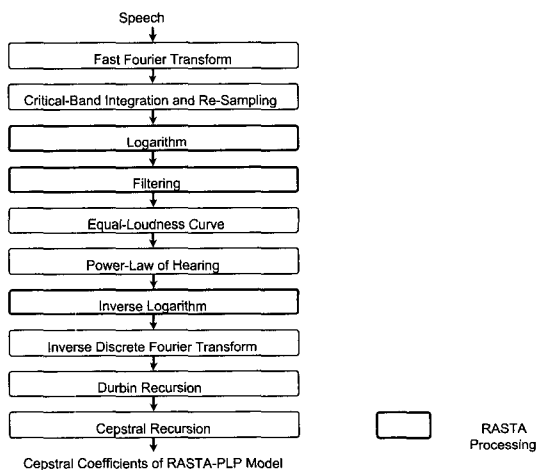 Speech
Fast Fourier Transform
Critical-Band Integration and Re-Sampling
Logarithm
Filtering
Equal-Loudness Curve
Power-Law of Hearing
Inverse Logarithm
Inverse Discrete Fourier Transform
Durbin Recursion
Cepstral Recursion
Cepstral Coefficients of RASTA-PLP Model
RASTA
Processing